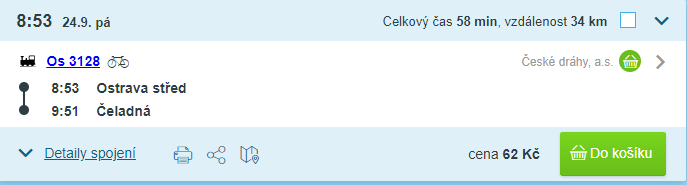 8:53 24.9. pá Celkový čas 58 min, vzdálenost 34 km
Os 3128 České dráhy, a.s.
8:53 Ostrava střed
9:51 Čeladná
Detaily spojení cena 62 Kč Do košíku